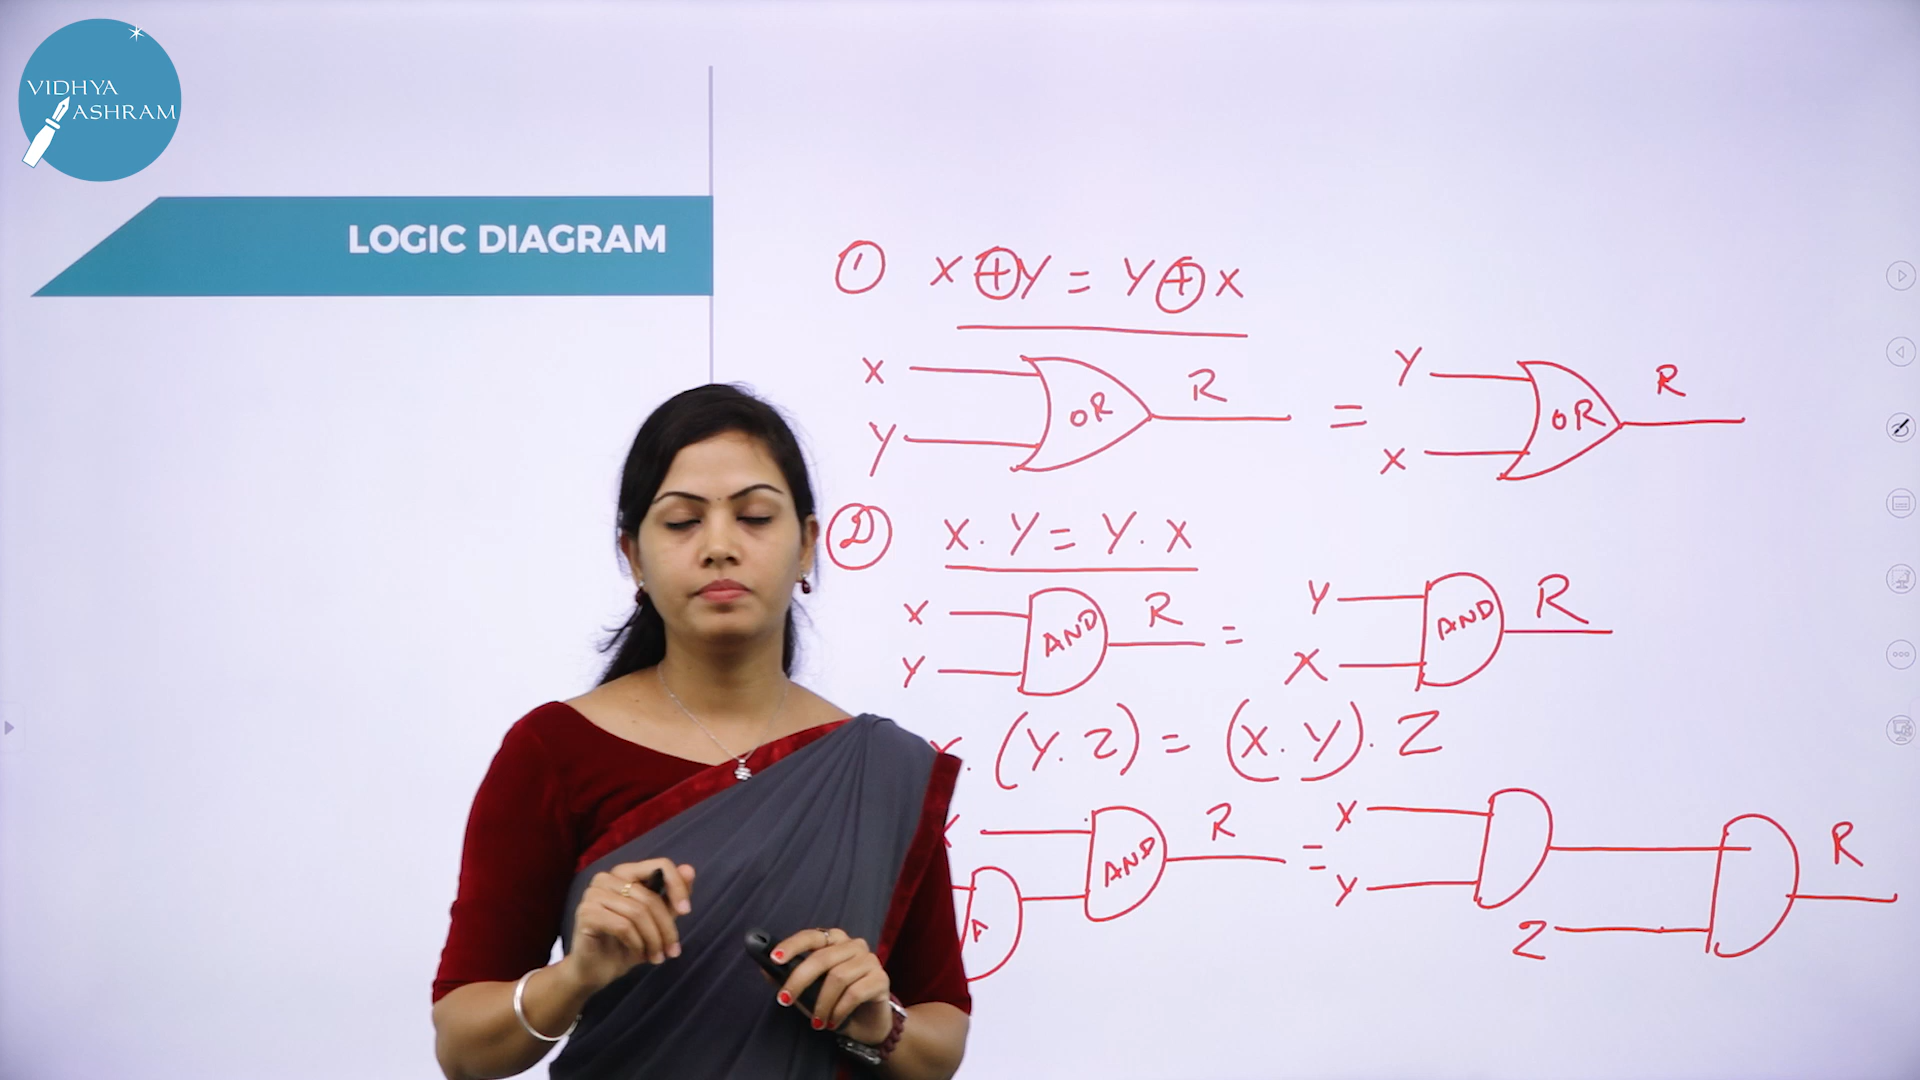 VIDHYA
ASHRAM
LOGIC DIAGRAM
① X ⊕ Y = Y ⊕ X
X
Y
OR
R
=
Y
X
OR
R
② X . Y = Y . X
X
Y
AND
R
=
Y
X
AND
R
X . (Y . Z) = (X . Y) . Z
X
A
AND
R
=
X
Y
Z
R